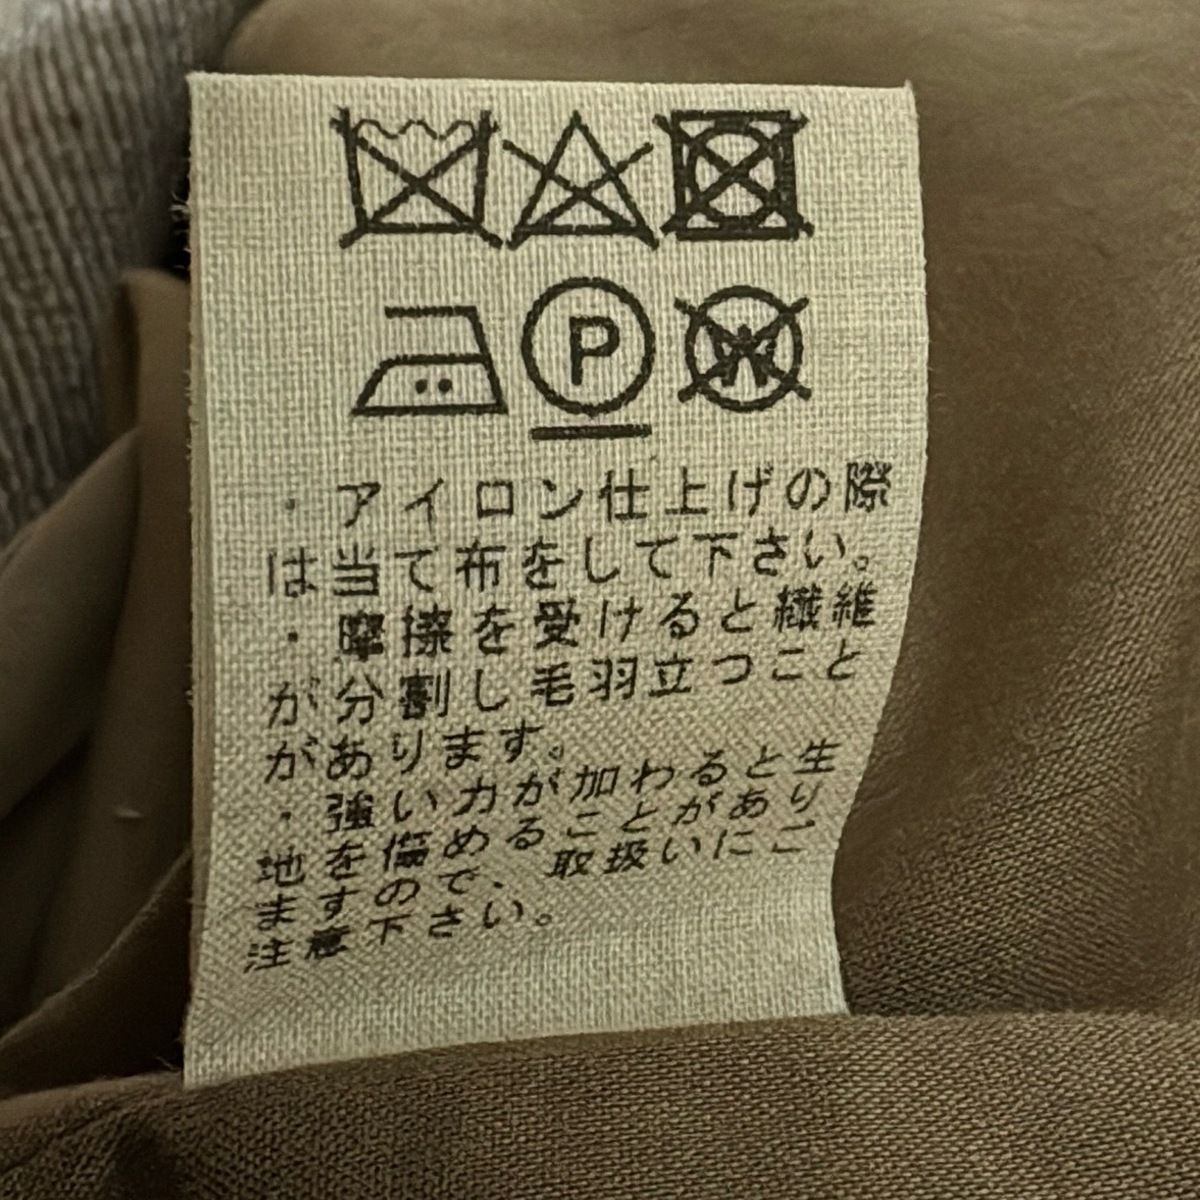 P
W
・アイロン仕上げの際
は当て布をして下さい。
・摩擦を受けると繊維
が分割し毛羽立つこと
があります。
・強い力が加わると生
地を傷めることがあり
ますので、取扱いにご
注意下さい。